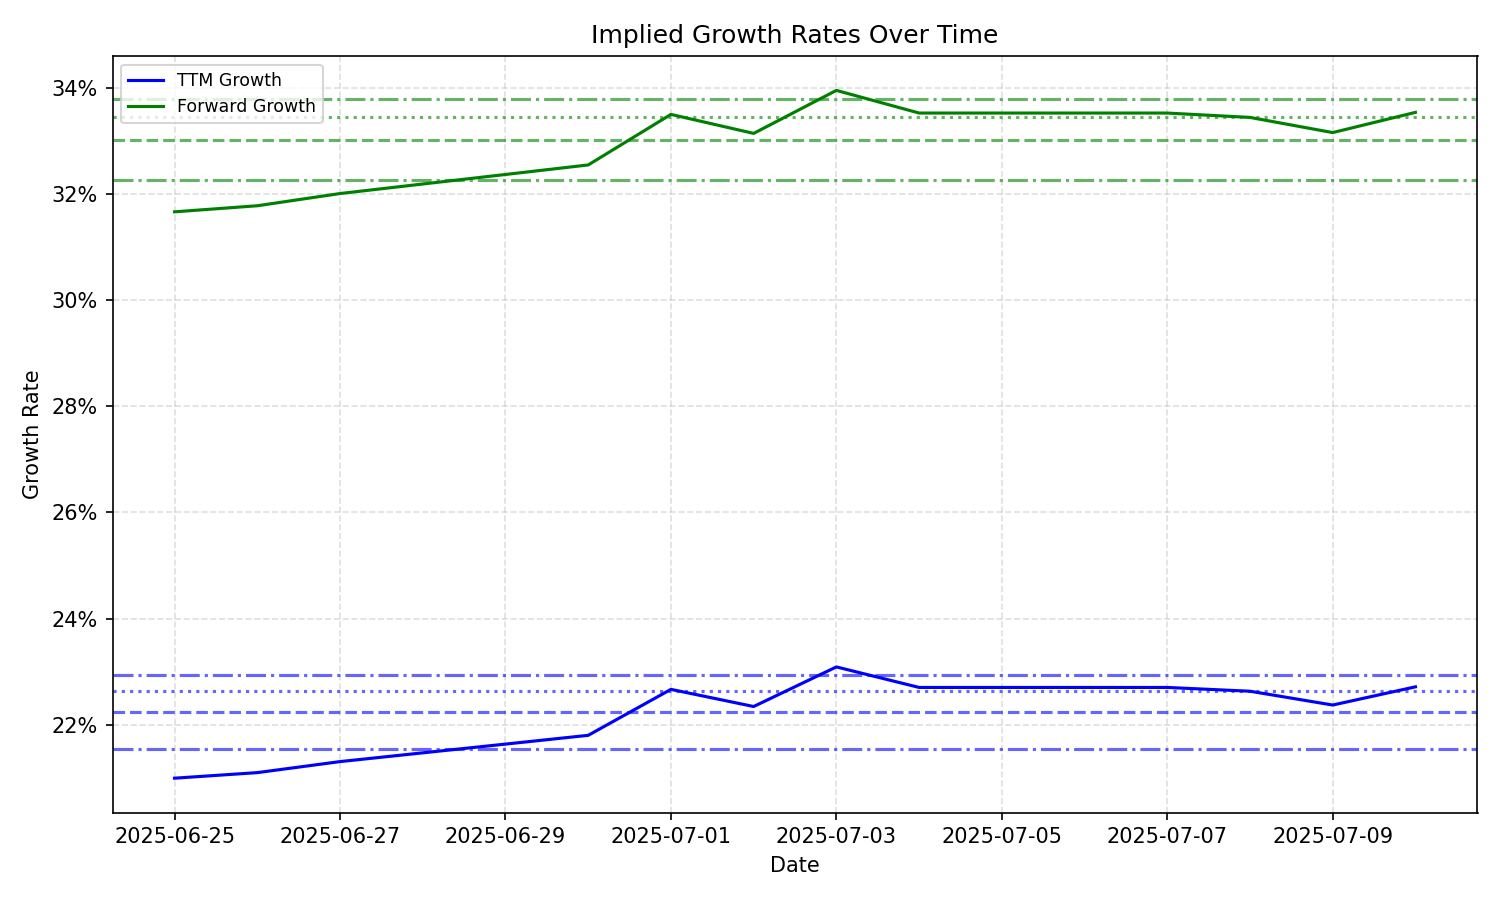 Implied Growth Rates Over Time
TTM Growth
Forward Growth
34%
32%
30%
28%
26%
24%
22%
Growth Rate
2025-06-25 2025-06-27 2025-06-29 2025-07-01 2025-07-03 2025-07-05 2025-07-07 2025-07-09
Date